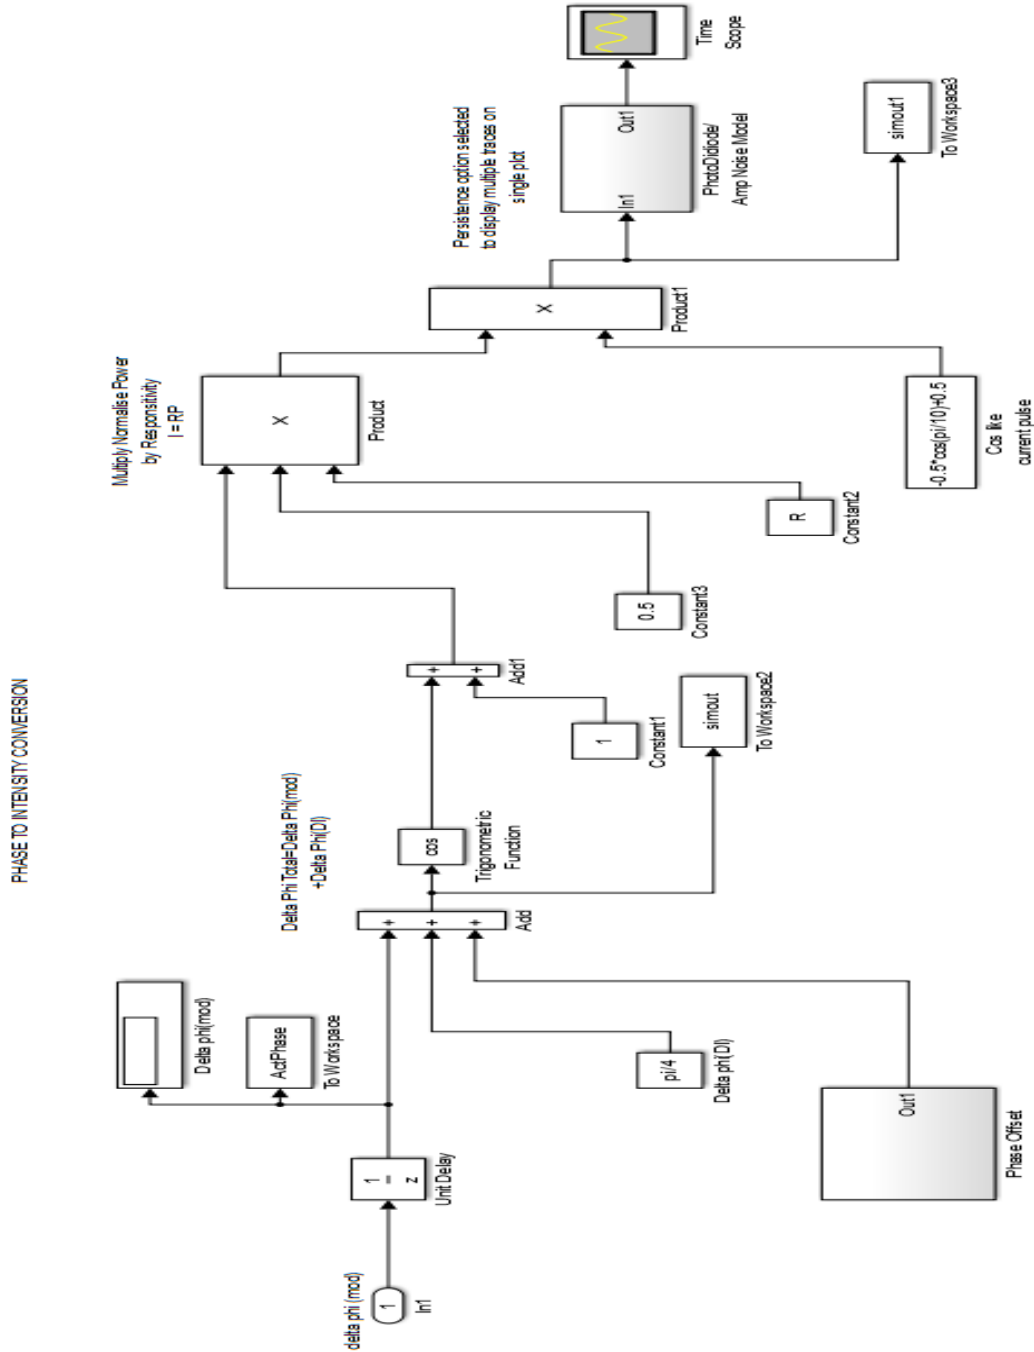 PHASE TO INTENSITY CONVERSION
delta phi (mod)
1
In1
1
z
Unit Delay
Delta phi(mod)
ActPhase
To Workspace
pi/4
Delta phi(DI)
Out1
Phase Offset
Delta Phi Total=Delta Phi(mod)
+Delta Phi(DI)
+
+
+
Add
cos
Trigonometric
Function
simout
To Workspace2
1
Constant1
+
+
Add1
0.5
Constant3
R
Constant2
Multiply Normalise Power
by Responsitivity
I = RP
X
Product
-0.5*cos(pi/10)+0.5
Cos like
current pulse
X
Product1
Persistence option selected
to display multiple traces on
single plot
In1
Out1
PhotoDidiode/
Amp Noise Model
Time
Scope
simout1
To Workspace3